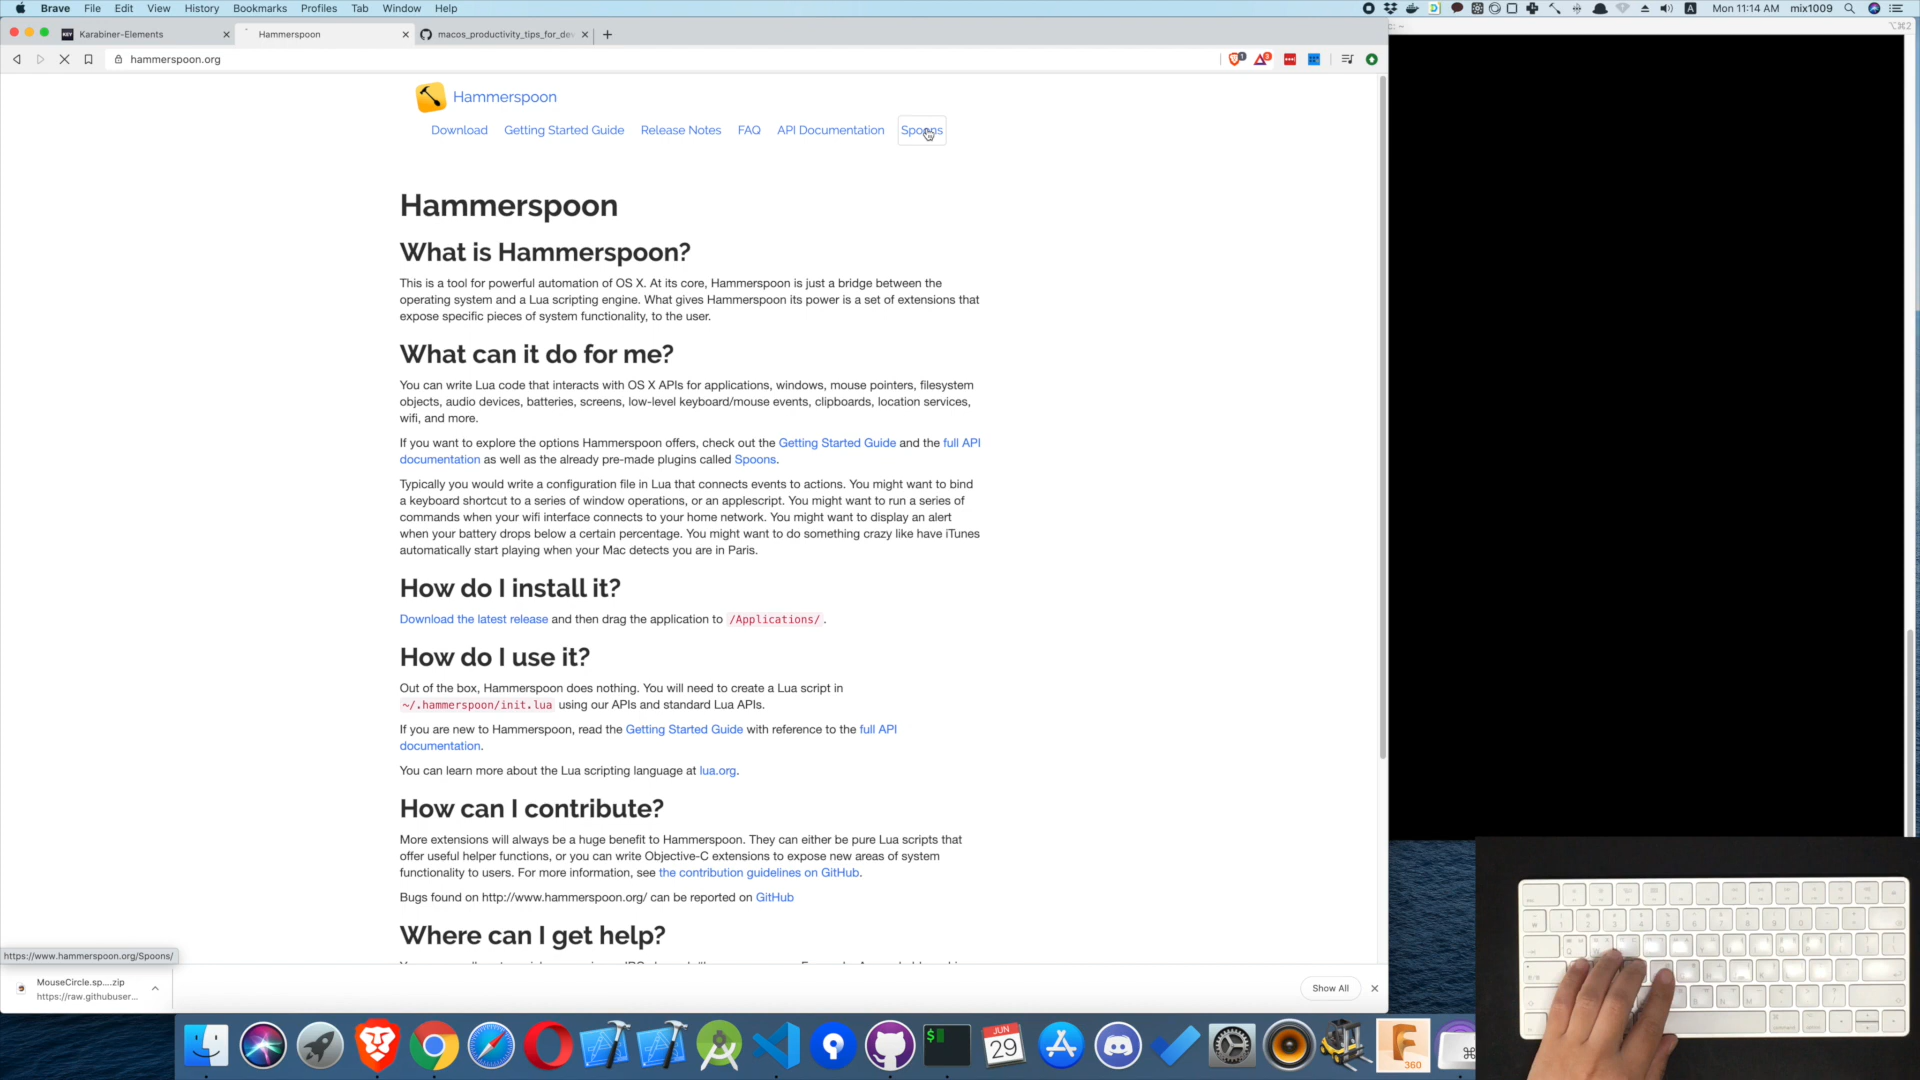 Brave File Edit View History Bookmarks Profiles Tab Window Help
Mon 11:14 AM mix1009
Karabiner-Elements
Hammerspoon
macos_productivity_tips_for_de
hammerspoon.org
Hammerspoon
Download Getting Started Guide Release Notes FAQ API Documentation Spoons
Hammerspoon
What is Hammerspoon?
This is a tool for powerful automation of OS X. At its core, Hammerspoon is just a bridge between the
operating system and a Lua scripting engine. What gives Hammerspoon its power is a set of extensions that
expose specific pieces of system functionality, to the user.
What can it do for me?
You can write Lua code that interacts with OS X APIs for applications, windows, mouse pointers, filesystem
objects, audio devices, batteries, screens, low-level keyboard/mouse events, clipboards, location services,
wifi, and more.
If you want to explore the options Hammerspoon offers, check out the Getting Started Guide and the full API
documentation as well as the already pre-made plugins called Spoons.
Typically you would write a configuration file in Lua that connects events to actions. You might want to bind
a keyboard shortcut to a series of window operations, or an applescript. You might want to run a series of
commands when your wifi interface connects to your home network. You might want to display an alert
when your battery drops below a certain percentage. You might want to do something crazy like have iTunes
automatically start playing when your Mac detects you are in Paris.
How do I install it?
Download the latest release and then drag the application to /Applications/ .
How do I use it?
Out of the box, Hammerspoon does nothing. You will need to create a Lua script in
~/.hammerspoon/init.lua using our APIs and standard Lua APIs.
If you are new to Hammerspoon, read the Getting Started Guide with reference to the full API
documentation.
You can learn more about the Lua scripting language at lua.org.
How can I contribute?
More extensions will always be a huge benefit to Hammerspoon. They can either be pure Lua scripts that
offer useful helper functions, or you can write Objective-C extensions to expose new areas of system
functionality to users. For more information, see the contribution guidelines on GitHub.
Bugs found on http://www.hammerspoon.org/ can be reported on GitHub
Where can I get help?
https://www.hammerspoon.org/Spoons/
MouseCircle.sp....zip
https://raw.githubuser...
Show All
JUN
29
360